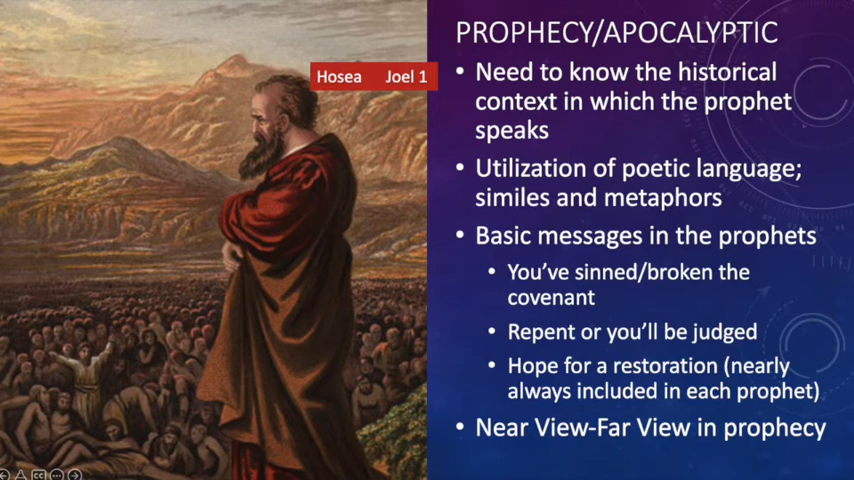 PROPHECY/APOCALYPTIC
Hosea Joel 1
• Need to know the historical
context in which the prophet
speaks
• Utilization of poetic language;
similes and metaphors
• Basic messages in the prophets
• You've sinned/broken the
covenant
• Repent or you'll be judged
• Hope for a restoration (nearly
always included in each prophet)
• Near View-Far View in prophecy
CC